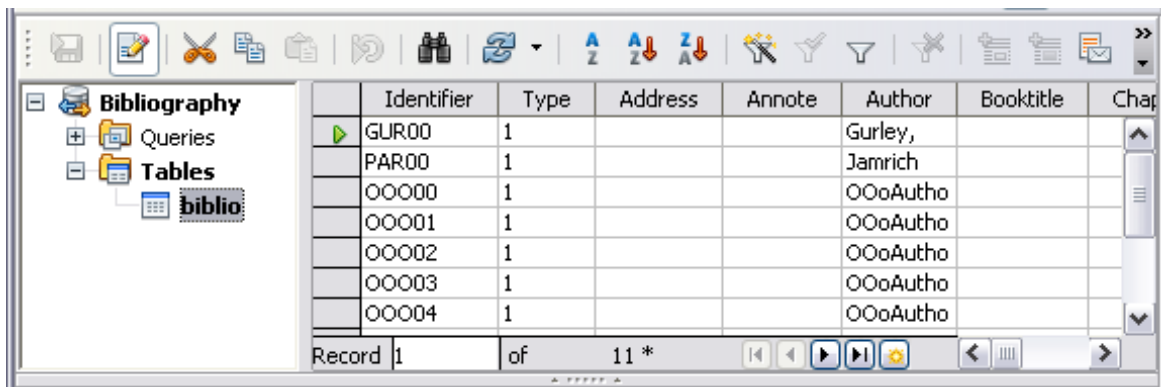 Bibliography
Queries
Tables
biblio
Identifier Type Address Annote Author Booktitle Chap
GUR00 1 Gurley,
PAR00 1 Jamrich
OOO00 1 OOoAutho
OOO01 1 OOoAutho
OOO02 1 OOoAutho
OOO03 1 OOoAutho
OOO04 1 OOoAutho
Record 1 of 11 *